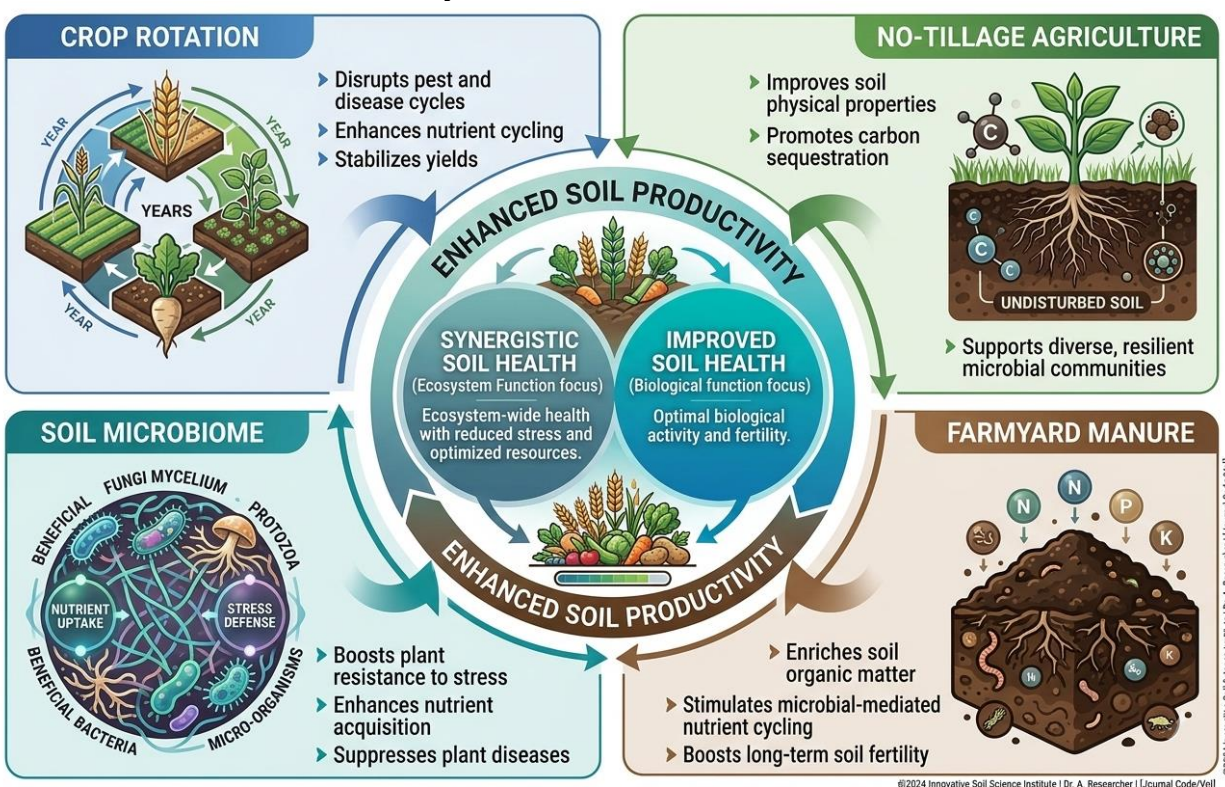 CROP ROTATION
YEAR
YEAR
YEARS
YEAR
YEAR
Disrupts pest and
disease cycles
Enhances nutrient cycling
Stabilizes yields
NO-TILLAGE AGRICULTURE
Improves soil
physical properties
Promotes carbon
sequestration
C
C
C
C
UNDISTURBED SOIL
Supports diverse, resilient
microbial communities
ENHANCED SOIL PRODUCTIVITY
SYNERGISTIC
SOIL HEALTH
(Ecosystem Function focus)
Ecosystem-wide health
with reduced stress and
optimized resources.
IMPROVED
SOIL HEALTH
(Biological function focus)
Optimal biological
activity and fertility.
ENHANCED SOIL PRODUCTIVITY
SOIL MICROBIOME
BENEFICIAL
FUNGI MYCELIUM
PROTOZOA
NUTRIENT
UPTAKE
STRESS
DEFENSE
BENEFICIAL BACTERIA
MICRO-ORGANISMS
Boosts plant
resistance to stress
Enhances nutrient
acquisition
Suppresses plant diseases
FARMYARD MANURE
N
N
P
K
K
N
Enriches soil
organic matter
Stimulates microbial-mediated
nutrient cycling
Boosts long-term soil fertility
2024 Innovative Soil Science Institute | Dr. A. Researcher |